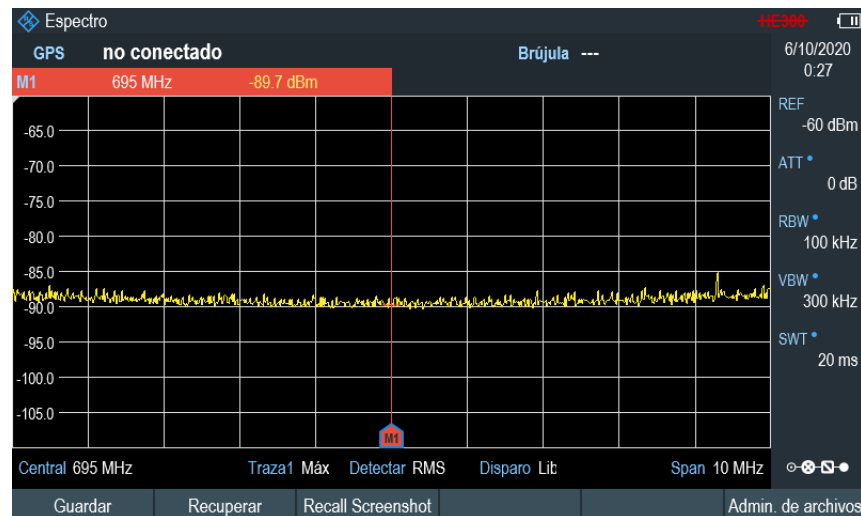 Espectro HE300
GPS no conectado Brújula --- 6/10/2020
0:27
M1 695 MHz -89.7 dBm
REF
-60 dBm
ATT
0 dB
RBW
100 kHz
VBW
300 kHz
SWT
20 ms
-65.0
-70.0
-75.0
-80.0
-85.0
-90.0
-95.0
-100.0
-105.0
M1
Central 695 MHz Traza1 Máx Detectar RMS Disparo Lib Span 10 MHz
Guardar Recuperar Recall Screenshot Admin. de archivos